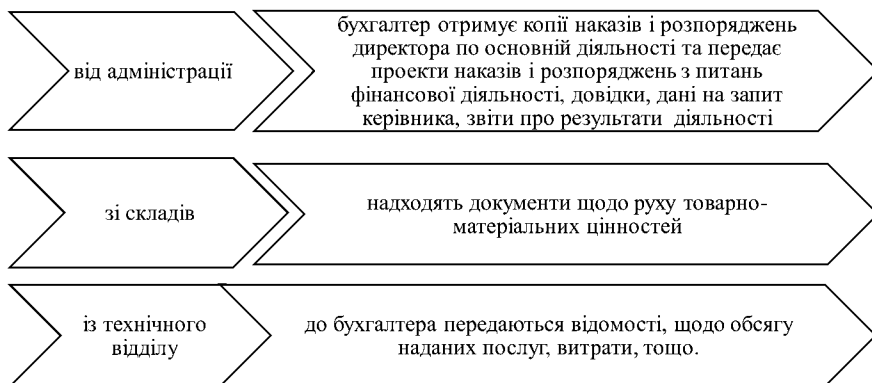 від адміністрації
бухгалтер отримує копії наказів і розпоряджень
директора по основній діяльності та передає
проекти наказів і розпоряджень з питань
фінансової діяльності, довідки, дані на запит
керівника, звіти про результати діяльності
зі складів
надходять документи щодо руху товарно-
матеріальних цінностей
із технічного
відділу
до бухгалтера передаються відомості, щодо обсягу
наданих послуг, витрати, тощо.